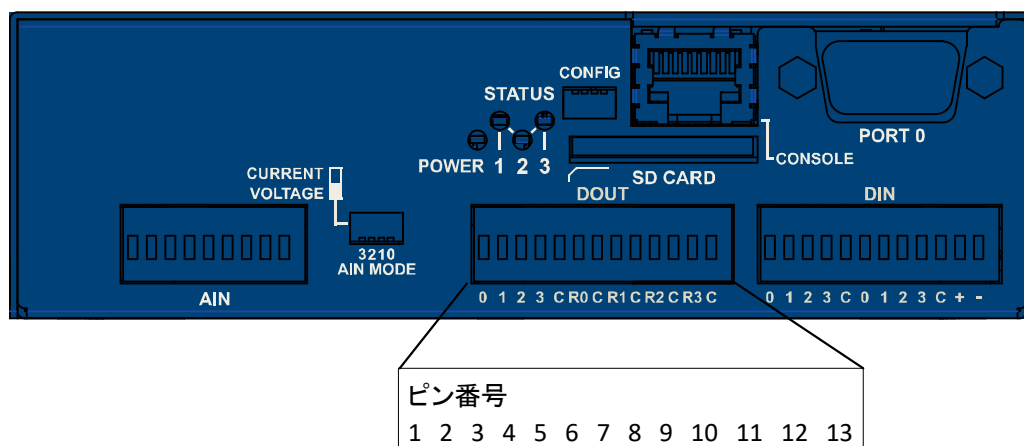 CONFIG
STATUS
PORT 0
POWER 1 2 3
CONSOLE
CURRENT
VOLTAGE
SD CARD
DOUT
DIN
3210
AIN MODE
AIN
0 1 2 3 C R0 C R1 C R2 C R3 C
0 1 2 3 C 0 1 2 3 C + -
ピン番号
1 2 3 4 5 6 7 8 9 10 11 12 13